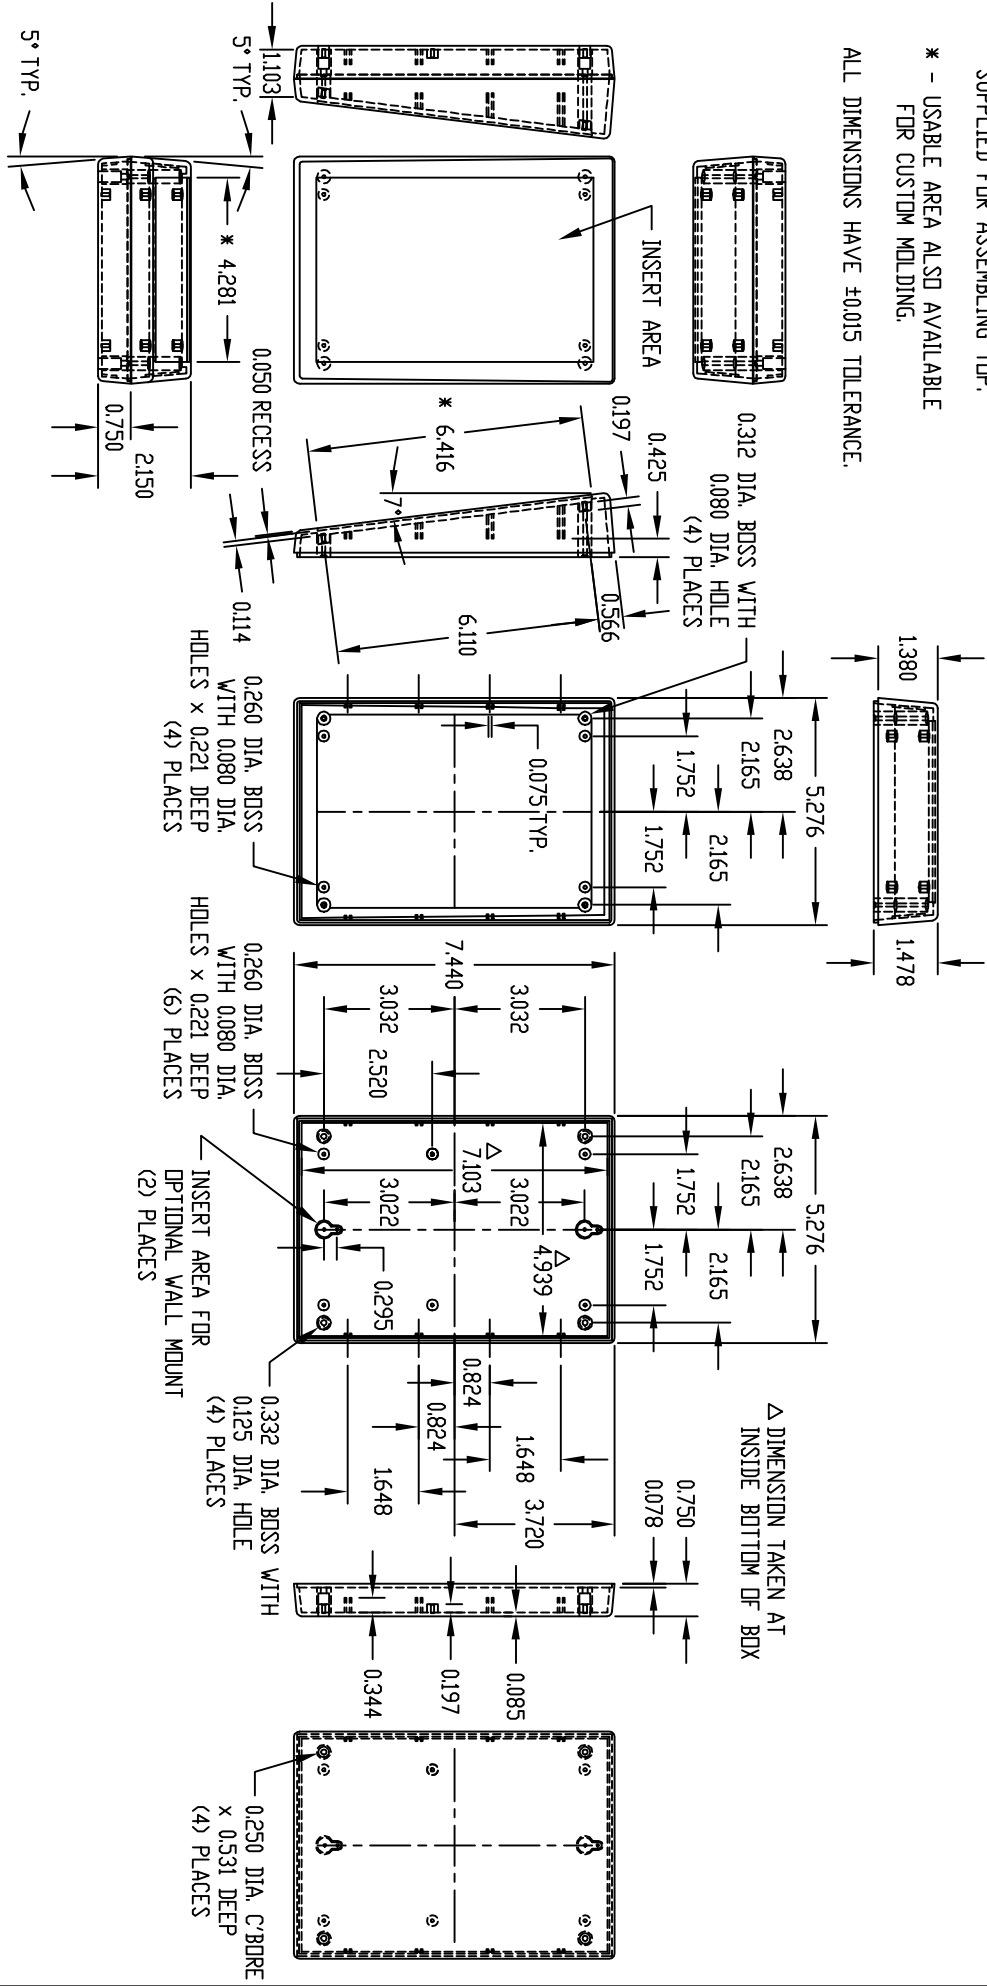 SUPPLIED FOR ASSEMBLING TOP.
* - USABLE AREA ALSO AVAILABLE
FOR CUSTOM MOLDING.
ALL DIMENSIONS HAVE ±0.015 TOLERANCE.
1.103
5° TYP.
5° TYP.
INSERT AREA
* 4.281
0.750
2.150
0.050 RECESS
* 6.416
7°
0.197
0.425
0.566
6.110
0.114
0.312 DIA. BOSS WITH
0.080 DIA. HOLE
(4) PLACES
1.380
1.478
5.276
2.638
2.165
1.752
2.165
1.752
0.075 TYP.
0.260 DIA. BOSS
WITH 0.080 DIA.
HOLES x 0.221 DEEP
(4) PLACES
7.440
3.032
3.032
2.520
0.260 DIA. BOSS
WITH 0.080 DIA.
HOLES x 0.221 DEEP
(6) PLACES
5.276
2.638
2.165
1.752
2.165
1.752
△
7.103
△
4.939
3.022
3.022
0.295
INSERT AREA FOR
OPTIONAL WALL MOUNT
(2) PLACES
0.332 DIA. BOSS WITH
0.125 DIA. HOLE
(4) PLACES
0.824
0.824
1.648
1.648
3.720
△ DIMENSION TAKEN AT
INSIDE BOTTOM OF BOX
0.750
0.078
0.085
0.197
0.344
0.250 DIA. C'BORE
x 0.531 DEEP
(4) PLACES